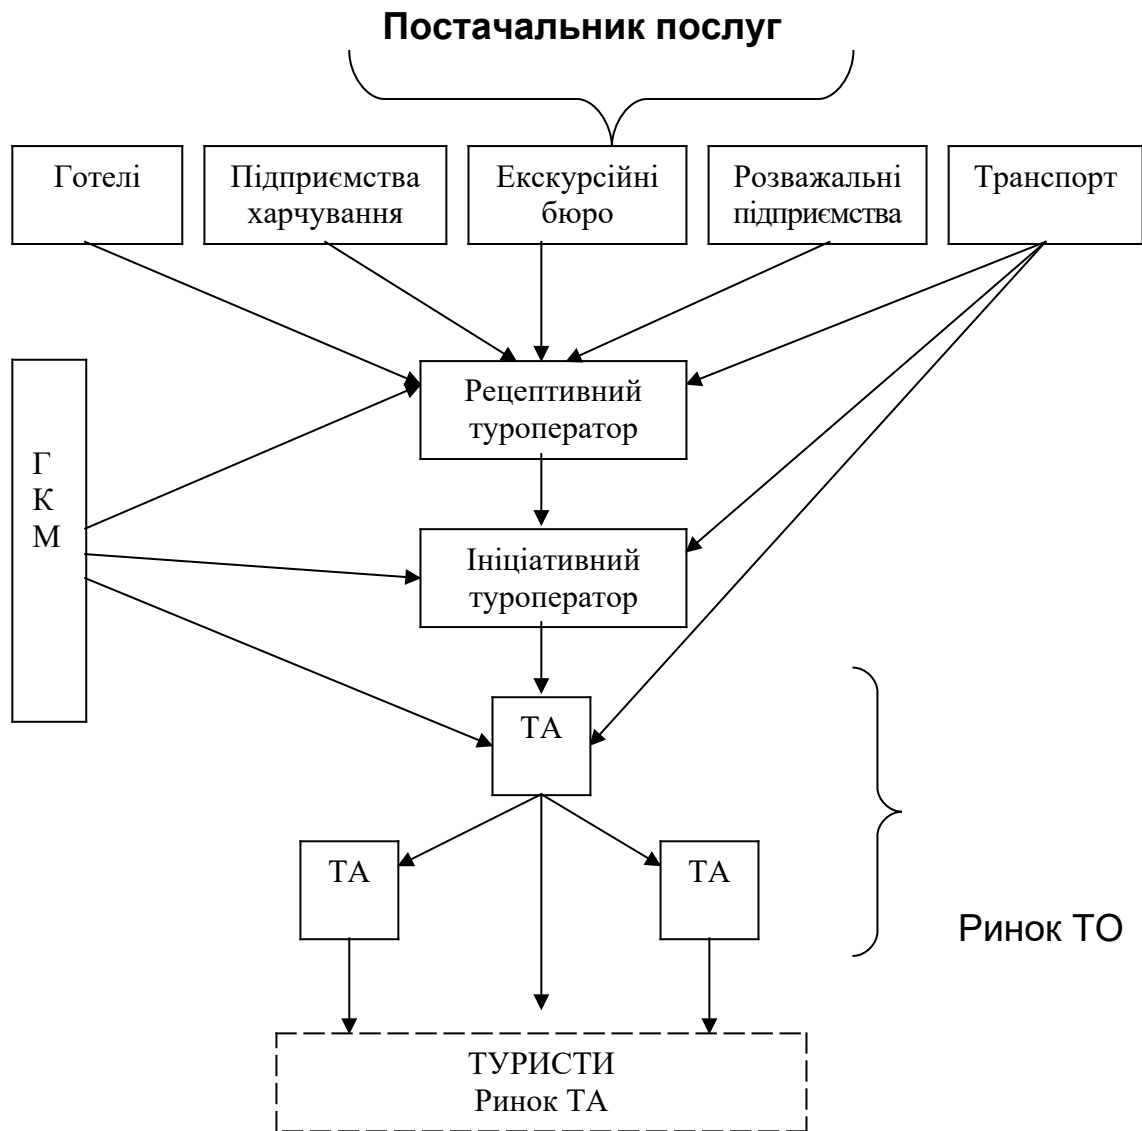 Постачальник послуг
Готелі
Підприємства
харчування
Екскурсійні
бюро
Розважальні
підприємства
Транспорт
Рецептивний
туроператор
Г
К
М
Ініціативний
туроператор
ТА
ТА
ТА
Ринок ТО
ТУРИСТИ
Ринок ТА